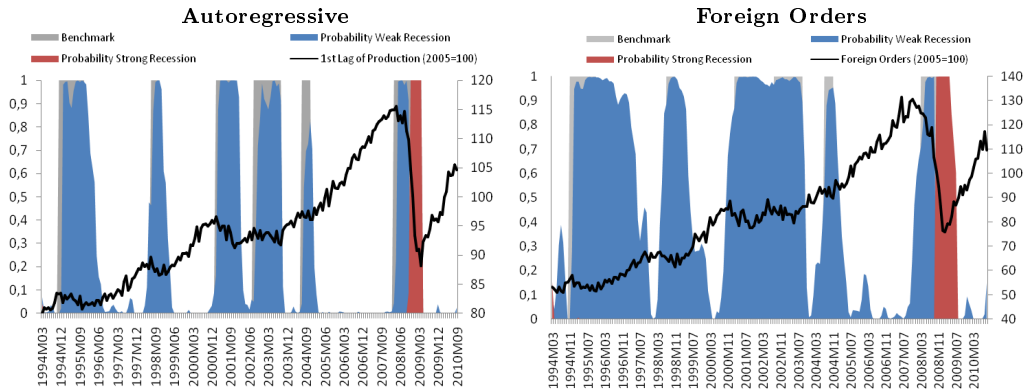 Autoregressive
Benchmark
Probability Weak Recession
Probability Strong Recession
1st Lag of Production (2005=100)
1
0,9
0,8
0,7
0,6
0,5
0,4
0,3
0,2
0,1
0
120
115
110
105
100
95
90
85
80
1994M03
1994M12
1995M09
1996M06
1997M03
1997M12
1998M09
1999M06
2000M03
2000M12
2001M09
2002M06
2003M03
2003M12
2004M09
2005M06
2006M03
2006M12
2007M09
2008M06
2009M03
2009M12
2010M09
Foreign Orders
Benchmark
Probability Weak Recession
Probability Strong Recession
Foreign Orders (2005=100)
1
0,9
0,8
0,7
0,6
0,5
0,4
0,3
0,2
0,1
0
140
130
120
110
100
90
80
70
60
50
40
1994M03
1994M11
1995M07
1996M03
1996M11
1997M07
1998M03
1998M11
1999M07
2000M03
2000M11
2001M07
2002M03
2002M11
2003M07
2004M03
2004M11
2005M07
2006M03
2006M11
2007M07
2008M03
2008M11
2009M07
2010M03